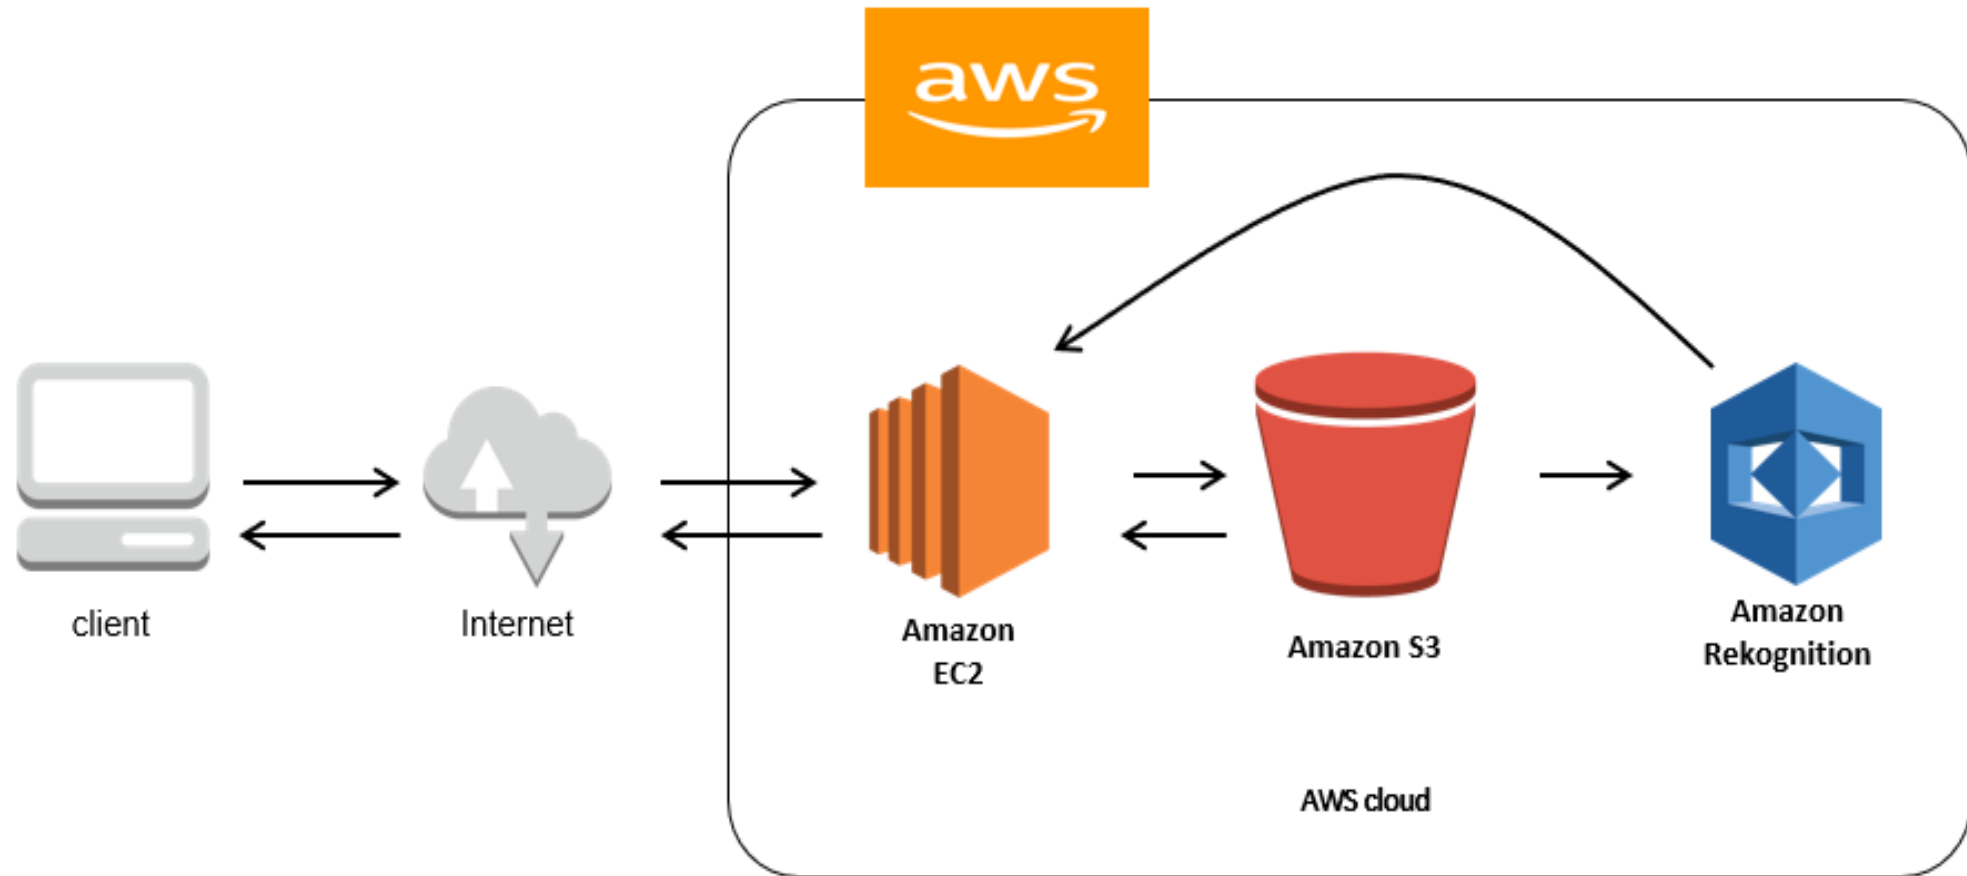 aws
client
Internet
Amazon
EC2
Amazon S3
Amazon
Rekognition
AWS cloud